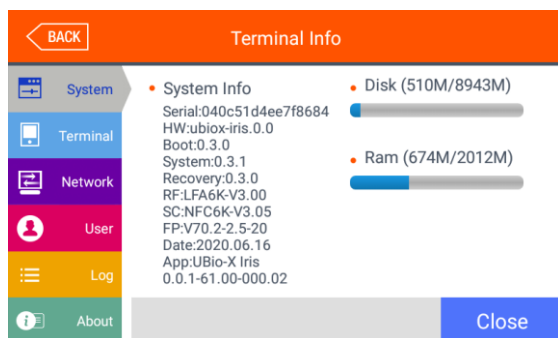 BACK
Terminal Info
System
Terminal
Network
User
Log
About
• System Info
Serial:040c51d4ee7f8684
HW:ubiox-iris.0.0
Boot:0.3.0
System:0.3.1
Recovery:0.3.0
RF:LFA6K-V3.00
SC:NFC6K-V3.05
FP:V70.2-2.5-20
Date:2020.06.16
App:UBio-X Iris
0.0.1-61.00-000.02
• Disk (510M/8943M)
• Ram (674M/2012M)
Close